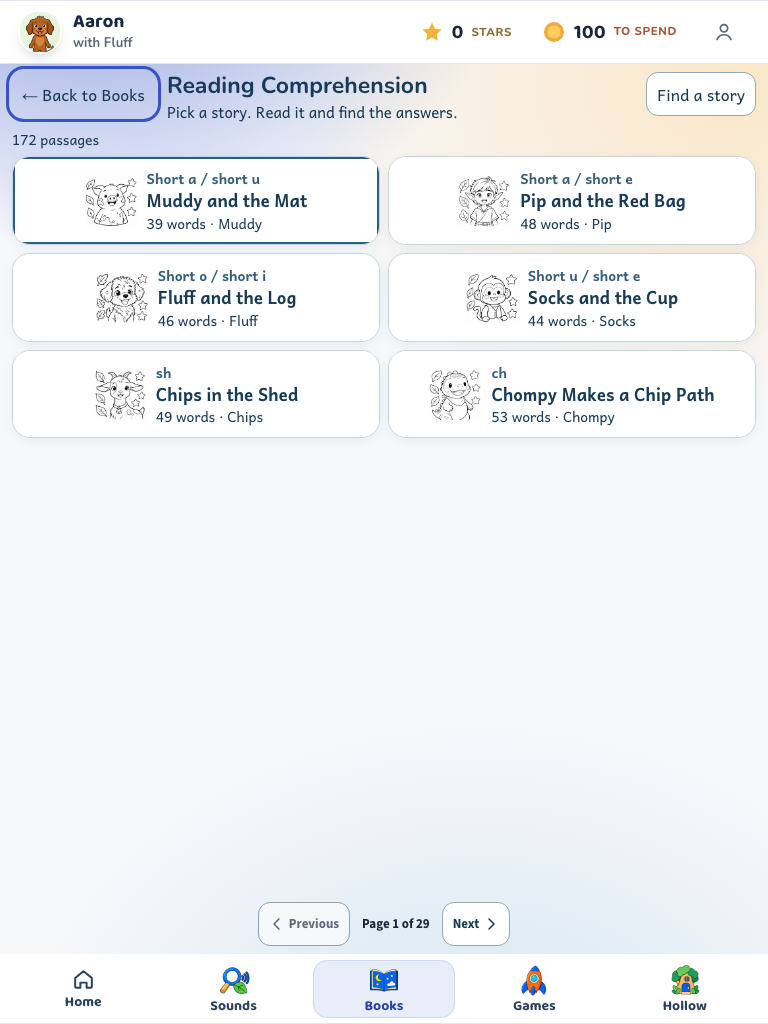 Aaron
with Fluff
0 STARS
100 TO SPEND
← Back to Books
Reading Comprehension
Pick a story. Read it and find the answers.
Find a story
172 passages
Short a / short u
Muddy and the Mat
39 words · Muddy
Short a / short e
Pip and the Red Bag
48 words · Pip
Short o / short i
Fluff and the Log
46 words · Fluff
Short u / short e
Socks and the Cup
44 words · Socks
sh
Chips in the Shed
49 words · Chips
ch
Chompy Makes a Chip Path
53 words · Chompy
Previous
Page 1 of 29
Next
Home
Sounds
Books
Games
Hollow